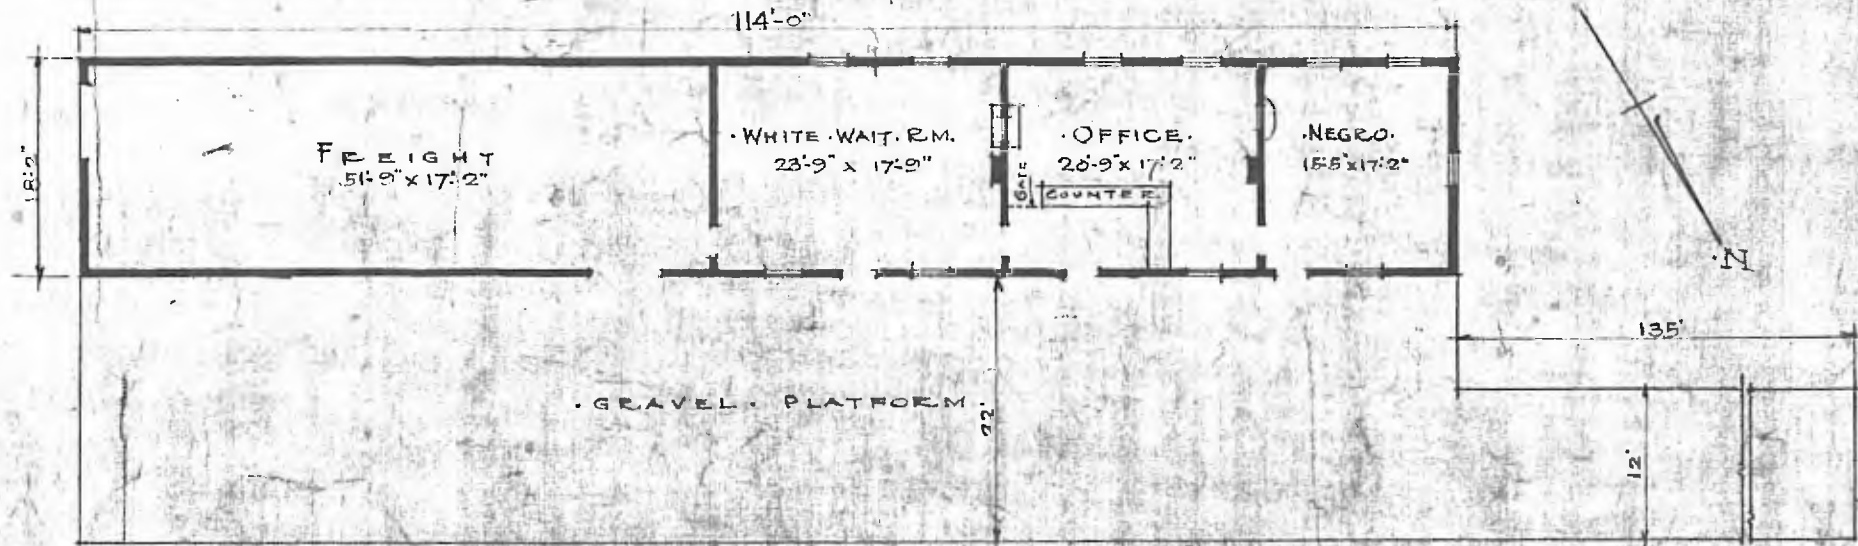 114'-0"
18'-2"
FREIGHT
51'-9" x 17'-2"
·WHITE·WAIT. RM.
23'-9" x 17'-9"
·OFFICE·
20'-9" x 17'-2"
GATE
COUNTER
·NEGRO·
15'-5" x 17'-2"
·N
135'
·GRAVEL· PLATFORM
22'
12'